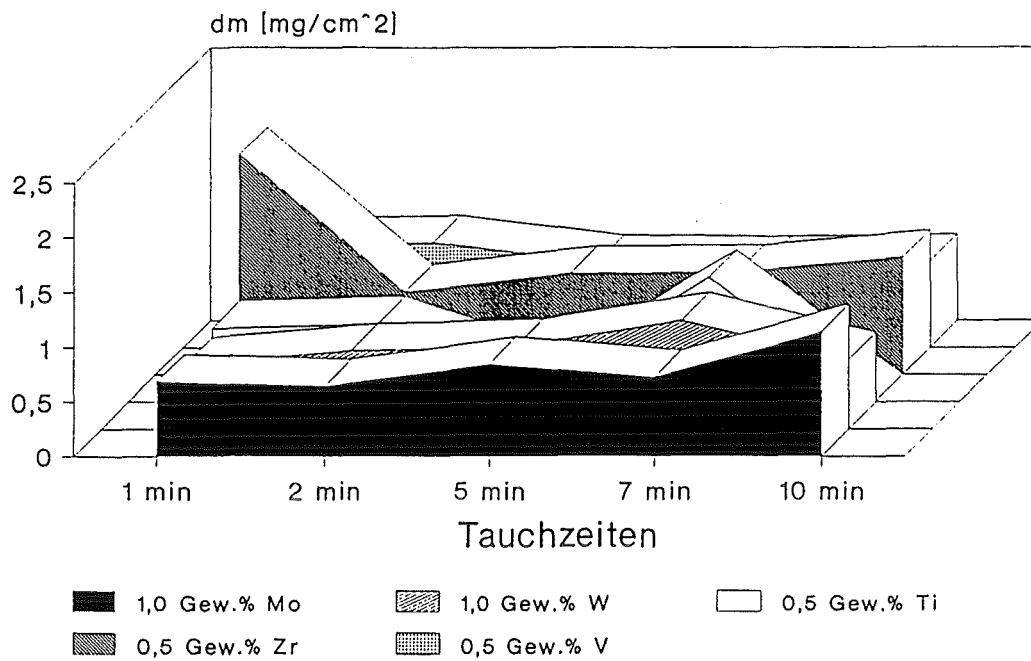 dm [mg/cm^2]
2,5
2
1,5
1
0,5
0
1 min 2 min 5 min 7 min 10 min
Tauchzeiten
1,0 Gew.% Mo 1,0 Gew.% W 0,5 Gew.% Ti
0,5 Gew.% Zr 0,5 Gew.% V